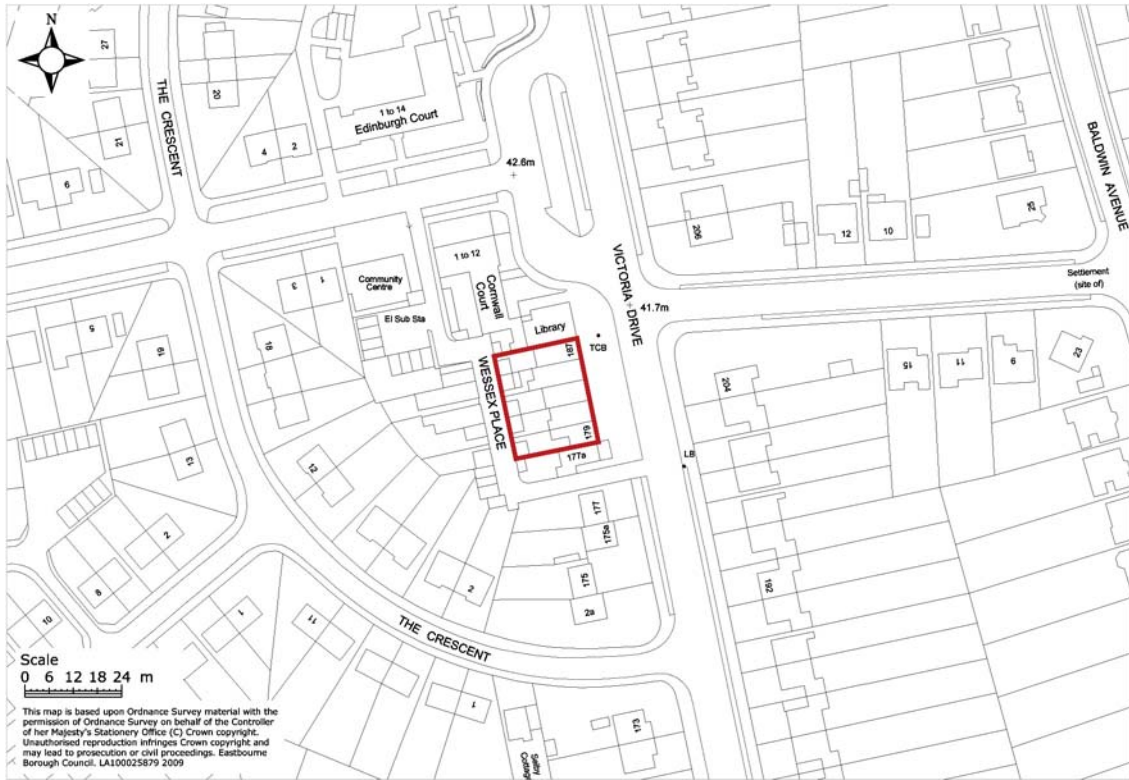 N
27
21
THE CRESCENT
20
4
2
1 to 14
Edinburgh Court
42.6m
206
12
10
25
BALDWIN AVENUE
6
3
1
Community
Centre
1 to 12
Cornwall
Court
VICTORIA DRIVE
41.7m
Settlement
(site of)
El Sub Sta
Library
TCB
187
WESSEX PLACE
5
19
18
15
11
9
23
204
179
177a
LB
13
12
177
175a
2
8
2
175
2a
192
10
1
11
THE CRESCENT
1
173
Selby
Cottage
Scale
0 6 12 18 24 m
This map is based upon Ordnance Survey material with the
permission of Ordnance Survey on behalf of the Controller
of her Majesty's Stationery Office (C) Crown copyright.
Unauthorised reproduction infringes Crown copyright and
may lead to prosecution or civil proceedings. Eastbourne
Borough Council. LA100025879 2009